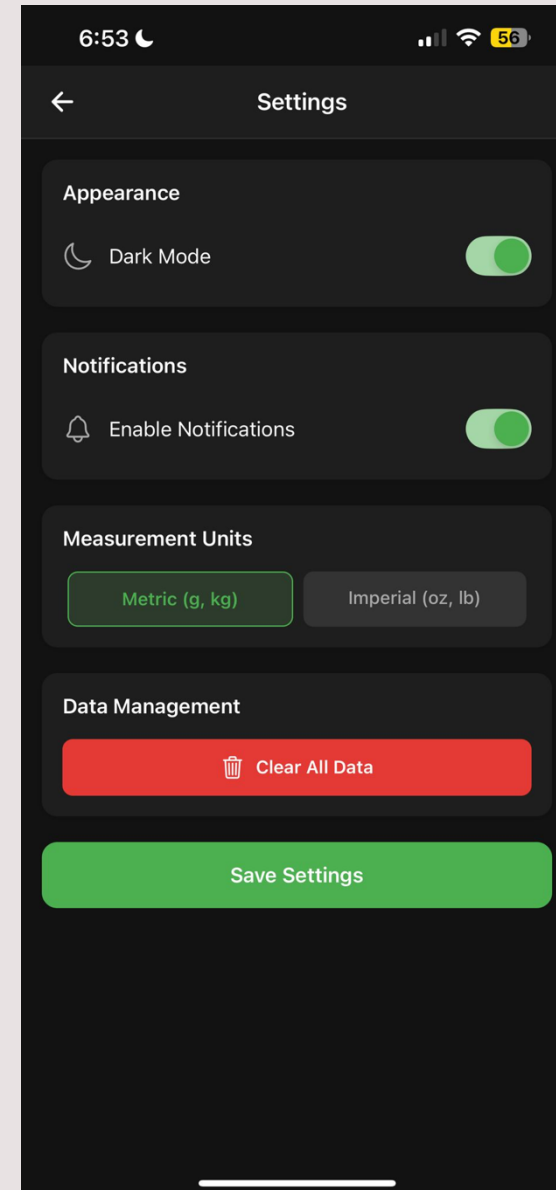 6:53
56
Settings
Appearance
Dark Mode
Notifications
Enable Notifications
Measurement Units
Metric (g, kg) Imperial (oz, lb)
Data Management
Clear All Data
Save Settings